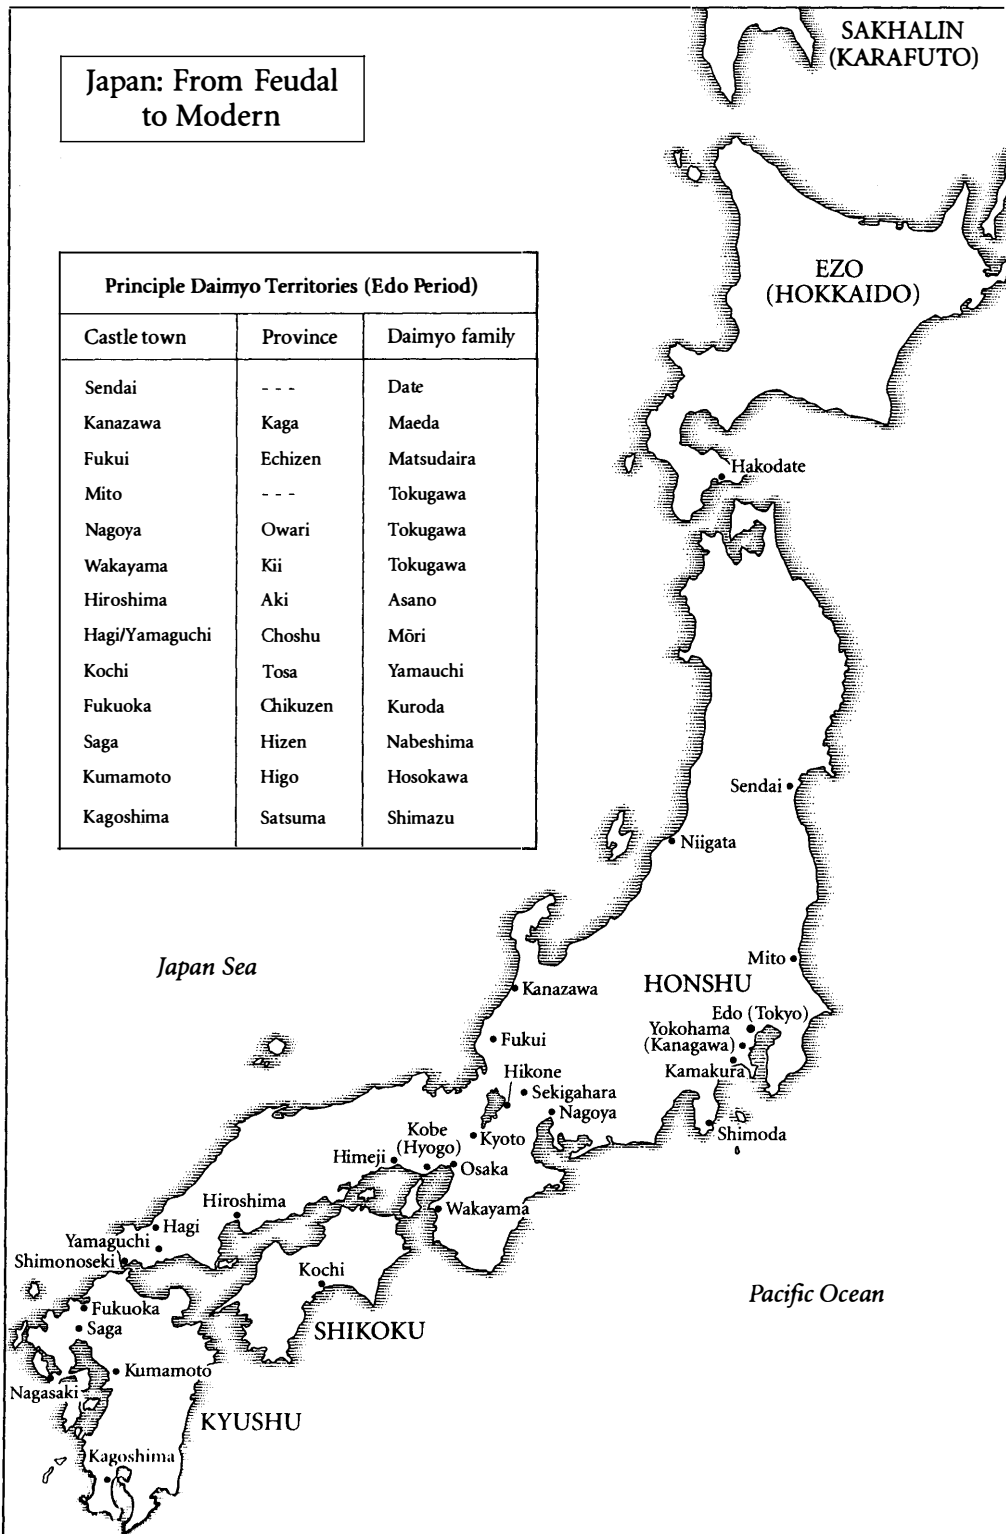 SAKHALIN
(KARAFUTO)
Japan: From Feudal
to Modern
EZO
(HOKKAIDO)
Principle Daimyo Territories (Edo Period)
Castle town Province Daimyo family
Sendai - - - Date
Kanazawa Kaga Maeda
Fukui Echizen Matsudaira
Mito - - - Tokugawa
Nagoya Owari Tokugawa
Wakayama Kii Tokugawa
Hiroshima Aki Asano
Hagi/Yamaguchi Choshu Mōri
Kochi Tosa Yamauchi
Fukuoka Chikuzen Kuroda
Saga Hizen Nabeshima
Kumamoto Higo Hosokawa
Kagoshima Satsuma Shimazu
Hakodate
Sendai
Niigata
Japan Sea
Mito
HONSHU
Kanazawa
Edo (Tokyo)
Yokohama
(Kanagawa)
Fukui
Kamakura
Hikone
Sekigahara
Nagoya
Shimoda
Kyoto
Kobe
(Hyogo)
Himeji
Osaka
Hiroshima
Wakayama
Hagi
Yamaguchi
Shimonoseki
Kochi
Pacific Ocean
Fukuoka
Saga
SHIKOKU
Kumamoto
Nagasaki
KYUSHU
Kagoshima